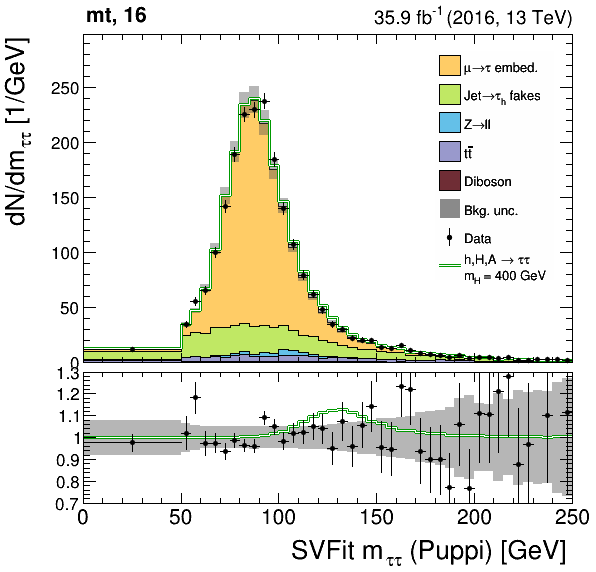 mt, 16
35.9 fb⁻¹ (2016, 13 TeV)
dN/dm_ττ [1/GeV]
250
200
150
100
50
0
μ→τ embed.
Jet→τ_h fakes
Z→ll
tt̄
Diboson
Bkg. unc.
Data
h,H,A → ττ
m_H = 400 GeV
1.3
1.2
1.1
1
0.9
0.8
0.7
0 50 100 150 200 250
SVFit m_ττ (Puppi) [GeV]